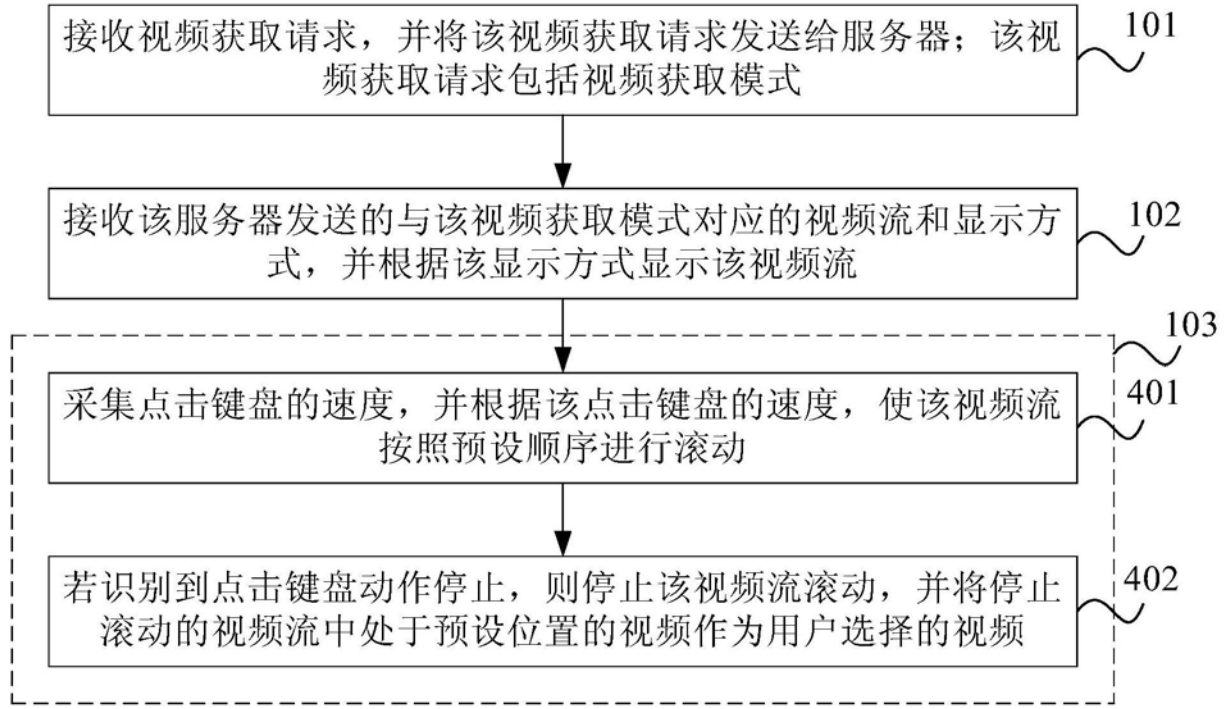 接收视频获取请求，并将该视频获取请求发送给服务器；该视
频获取请求包括视频获取模式
101
接收该服务器发送的与该视频获取模式对应的视频流和显示方
式，并根据该显示方式显示该视频流
102
103
采集点击键盘的速度，并根据该点击键盘的速度，使该视频流
按照预设顺序进行滚动
401
若识别到点击键盘动作停止，则停止该视频流滚动，并将停止
滚动的视频流中处于预设位置的视频作为用户选择的视频
402